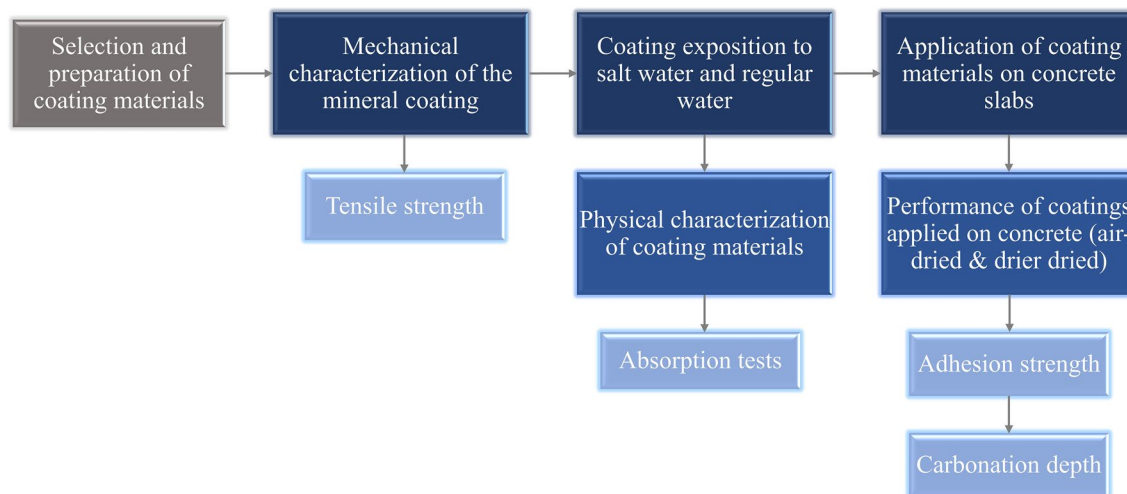 Selection and
preparation of
coating materials
Mechanical
characterization of the
mineral coating
Tensile strength
Coating exposition to
salt water and regular
water
Physical characterization
of coating materials
Absorption tests
Application of coating
materials on concrete
slabs
Performance of coatings
applied on concrete (air-
dried & drier dried)
Adhesion strength
Carbonation depth